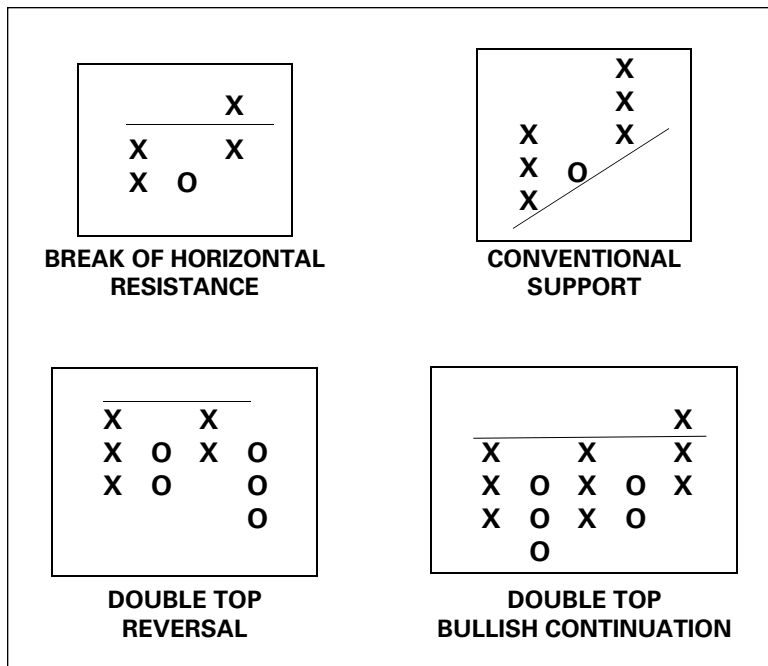 X
X X
X O
BREAK OF HORIZONTAL
RESISTANCE
X
X
X X
X O
X
CONVENTIONAL
SUPPORT
X X
X O X O
X O O
O
DOUBLE TOP
REVERSAL
X
X X X
X O X O X
X O X O
O
DOUBLE TOP
BULLISH CONTINUATION